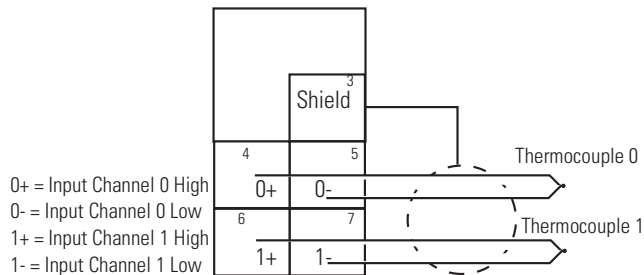 3
Shield
4
5
Thermocouple 0
0+ = Input Channel 0 High
0+
0-
0- = Input Channel 0 Low
6
7
Thermocouple 1
1+ = Input Channel 1 High
1+
1-
1- = Input Channel 1 Low